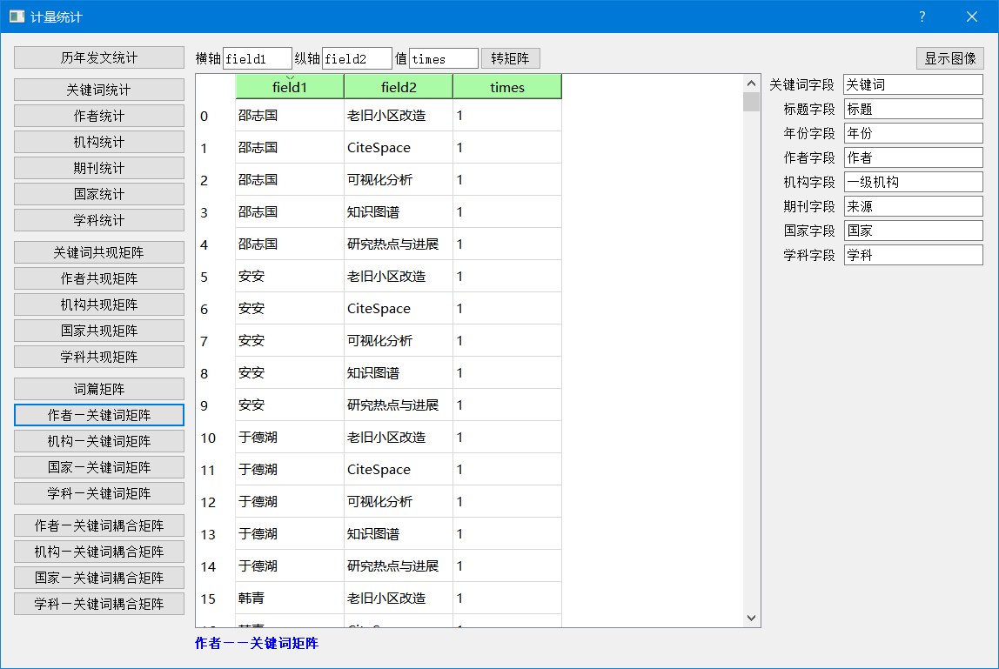 计量统计
?
历年发文统计
关键词统计
作者统计
机构统计
期刊统计
国家统计
学科统计
关键词共现矩阵
作者共现矩阵
机构共现矩阵
国家共现矩阵
学科共现矩阵
词篇矩阵
作者—关键词矩阵
机构—关键词矩阵
国家—关键词矩阵
学科—关键词矩阵
作者—关键词耦合矩阵
机构—关键词耦合矩阵
国家—关键词耦合矩阵
学科—关键词耦合矩阵
横轴 field1 纵轴 field2 值 times 转矩阵
field1 field2 times
0 邵志国 老旧小区改造 1
1 邵志国 CiteSpace 1
2 邵志国 可视化分析 1
3 邵志国 知识图谱 1
4 邵志国 研究热点与进展 1
5 安安 老旧小区改造 1
6 安安 CiteSpace 1
7 安安 可视化分析 1
8 安安 知识图谱 1
9 安安 研究热点与进展 1
10 于德湖 老旧小区改造 1
11 于德湖 CiteSpace 1
12 于德湖 可视化分析 1
13 于德湖 知识图谱 1
14 于德湖 研究热点与进展 1
15 韩青 老旧小区改造 1
作者——关键词矩阵
显示图像
关键词字段 关键词
标题字段 标题
年份字段 年份
作者字段 作者
机构字段 一级机构
期刊字段 来源
国家字段 国家
学科字段 学科